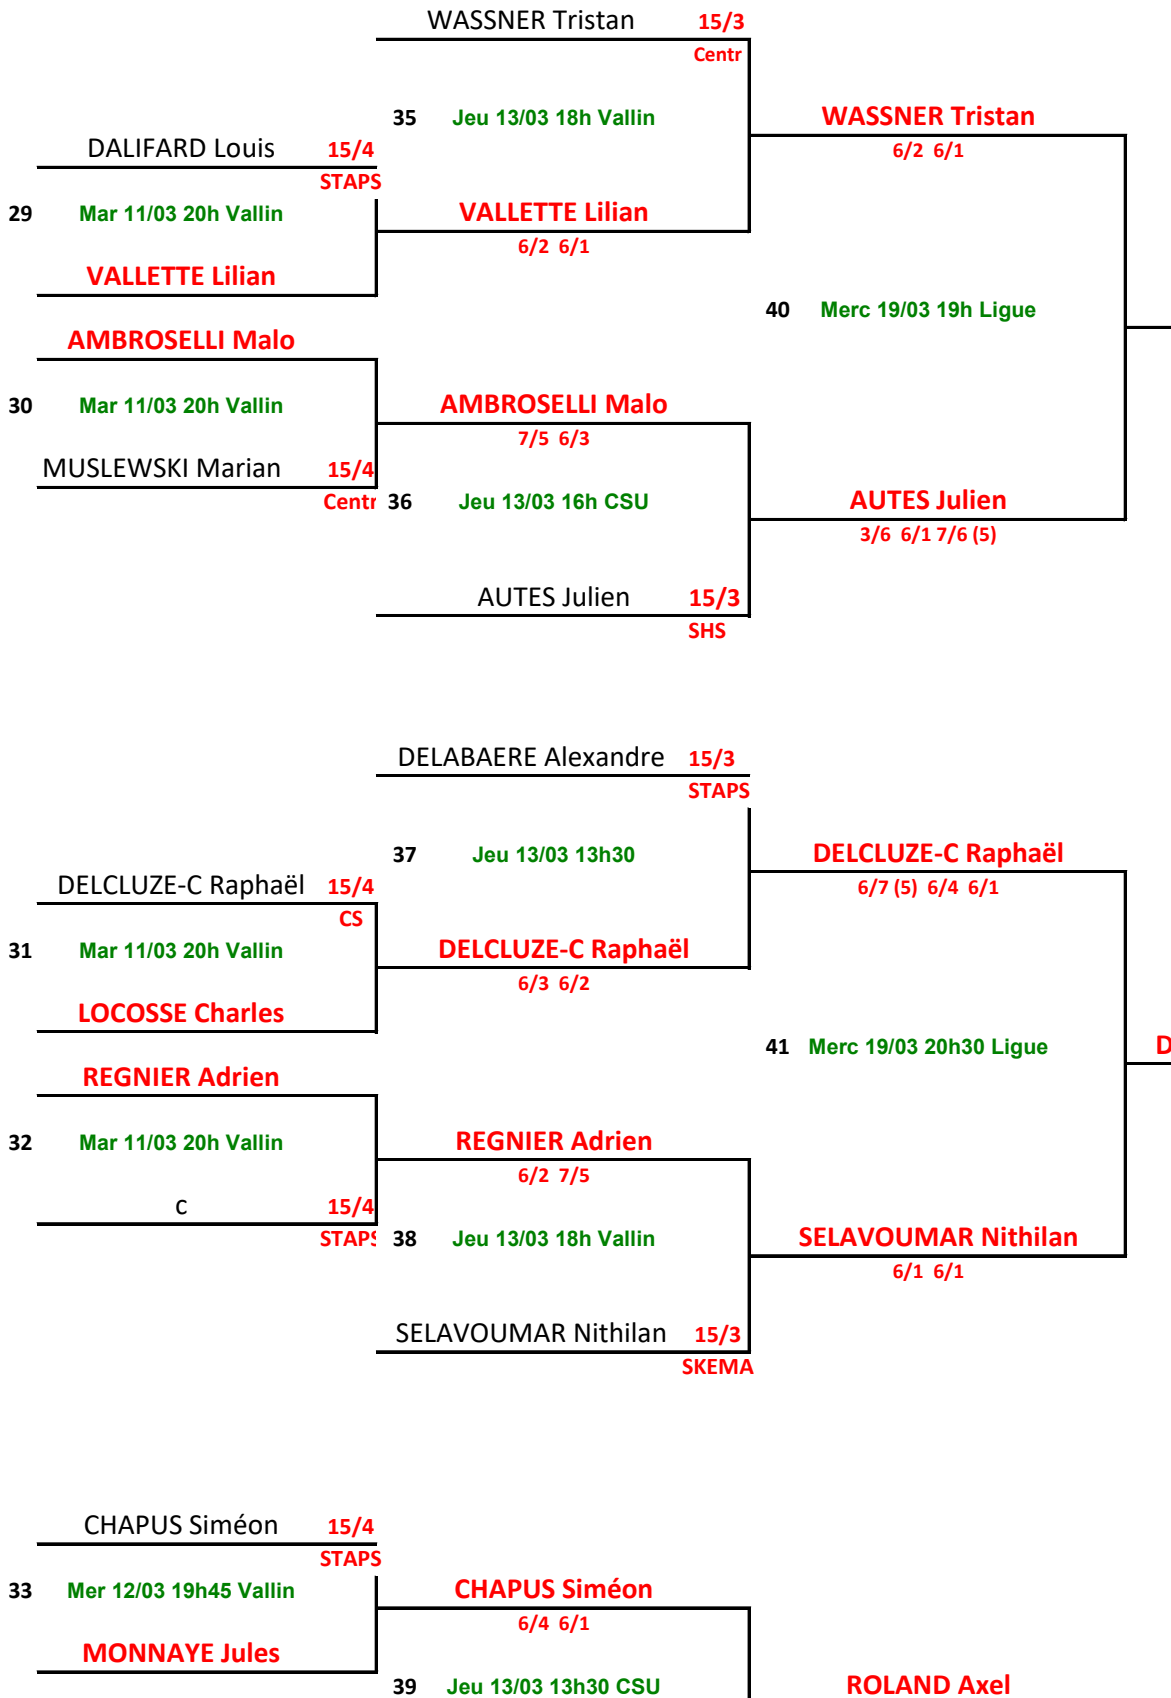 WASSNER Tristan 15/3
Centr
35 Jeu 13/03 18h Vallin
WASSNER Tristan
6/2 6/1
DALIFARD Louis 15/4
STAPS
29 Mar 11/03 20h Vallin
VALLETTE Lilian
6/2 6/1
VALLETTE Lilian
40 Merc 19/03 19h Ligue
AMBROSELLI Malo
30 Mar 11/03 20h Vallin
AMBROSELLI Malo
7/5 6/3
MUSLEWSKI Marian 15/4
Centr
36 Jeu 13/03 16h CSU
AUTES Julien
3/6 6/1 7/6 (5)
AUTES Julien 15/3
SHS
DELABAERE Alexandre 15/3
STAPS
37 Jeu 13/03 13h30
DELCLUZE-C Raphaël
6/7 (5) 6/4 6/1
DELCLUZE-C Raphaël 15/4
CS
31 Mar 11/03 20h Vallin
DELCLUZE-C Raphaël
6/3 6/2
LOCOSSE Charles
41 Merc 19/03 20h30 Ligue
D
REGNIER Adrien
32 Mar 11/03 20h Vallin
REGNIER Adrien
6/2 7/5
c 15/4
STAPS
38 Jeu 13/03 18h Vallin
SELAVOUMAR Nithilan
6/1 6/1
SELAVOUMAR Nithilan 15/3
SKEMA
CHAPUS Siméon 15/4
STAPS
33 Mer 12/03 19h45 Vallin
CHAPUS Siméon
6/4 6/1
MONNAYE Jules
39 Jeu 13/03 13h30 CSU
ROLAND Axel